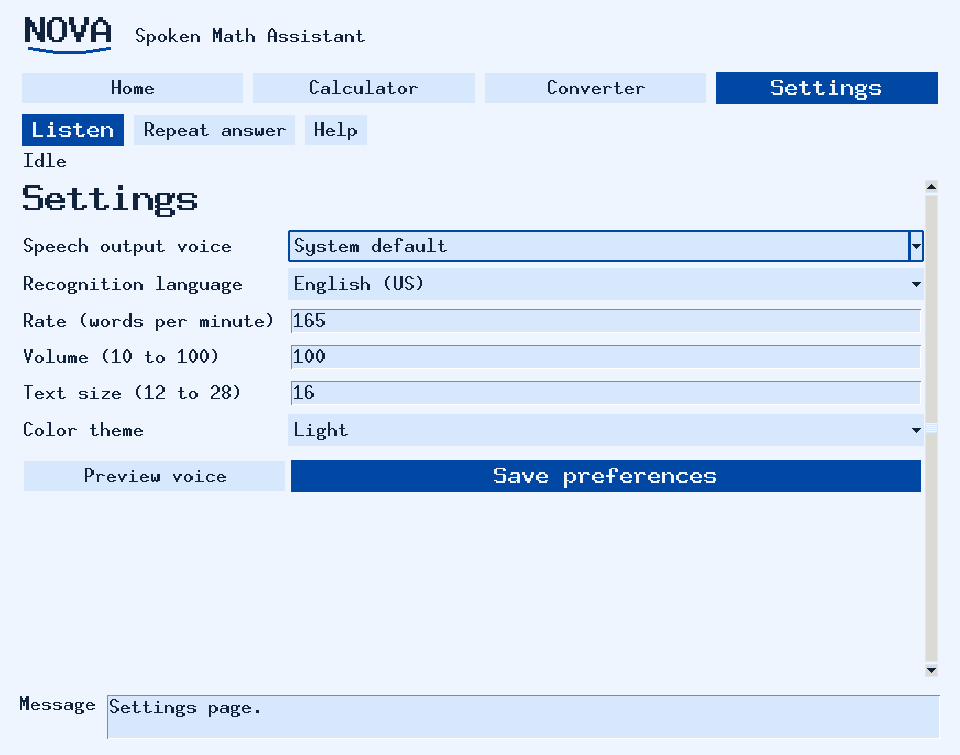 NOVA Spoken Math Assistant
Home Calculator Converter Settings
Listen Repeat answer Help
Idle
Settings
Speech output voice System default
Recognition language English (US)
Rate (words per minute) 165
Volume (10 to 100) 100
Text size (12 to 28) 16
Color theme Light
Preview voice Save preferences
Message Settings page.